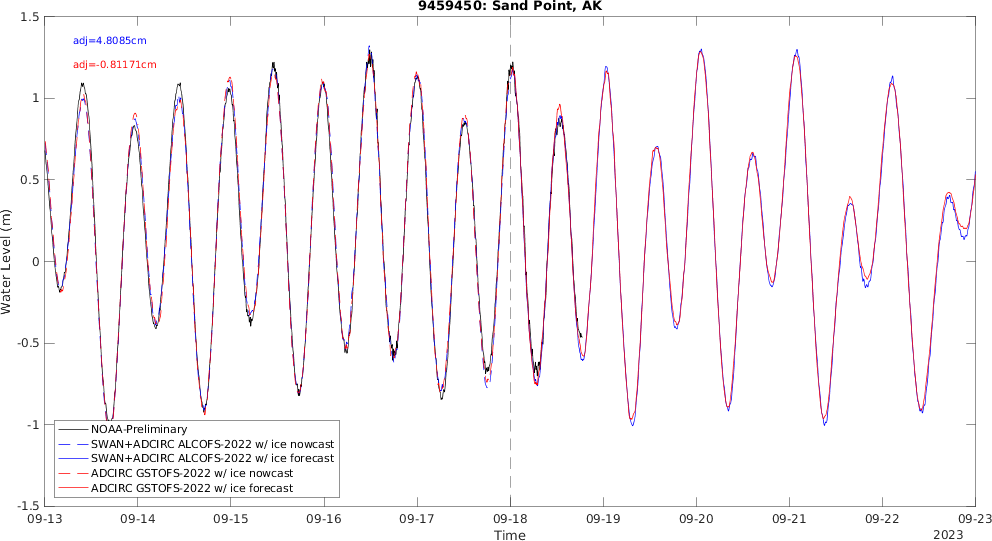 9459450: Sand Point, AK
adj=4.8085cm
adj=-0.81171cm
1.5
1
0.5
0
-0.5
-1
-1.5
Water Level (m)
NOAA-Preliminary
SWAN+ADCIRC ALCOFS-2022 w/ ice nowcast
SWAN+ADCIRC ALCOFS-2022 w/ ice forecast
ADCIRC GSTOFS-2022 w/ ice nowcast
ADCIRC GSTOFS-2022 w/ ice forecast
09-13 09-14 09-15 09-16 09-17 09-18 09-19 09-20 09-21 09-22 09-23
Time
2023